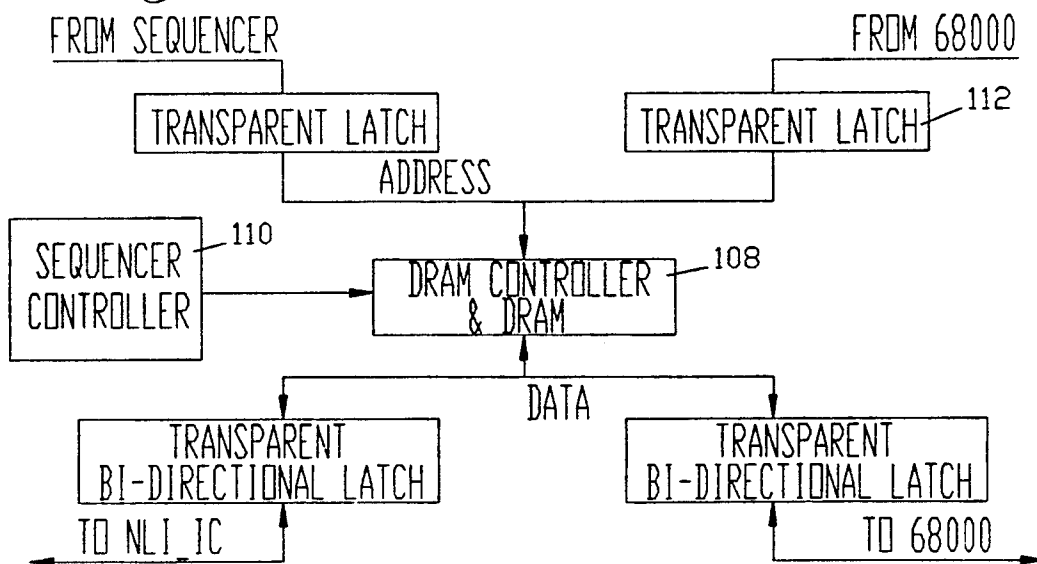 FROM SEQUENCER
FROM 68000
TRANSPARENT LATCH
TRANSPARENT LATCH
112
ADDRESS
SEQUENCER
CONTROLLER
110
DRAM CONTROLLER
& DRAM
108
DATA
TRANSPARENT
BI-DIRECTIONAL LATCH
TRANSPARENT
BI-DIRECTIONAL LATCH
TO NLI_IC
TO 68000